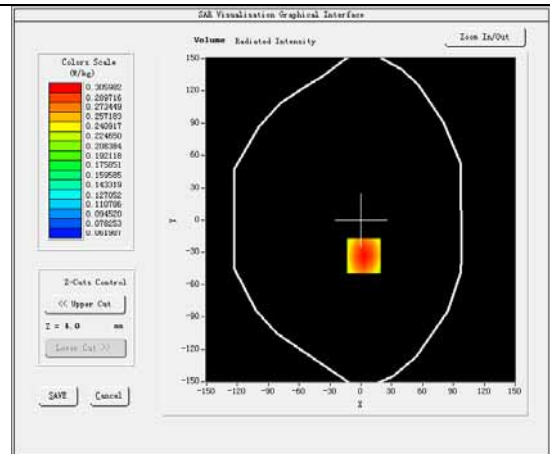 SAR Visualisation Graphical Interface
Volume Radiated Intensity
Zoom In/Out
Colors Scale
(W/kg)
0.305982
0.289716
0.273449
0.257183
0.240917
0.224650
0.208384
0.192118
0.175851
0.159585
0.143319
0.127052
0.110786
0.094520
0.078253
0.061987
Z-Cuts Control
<< Upper Cut
Z = 4.0 mm
Lower Cut >>
SAVE
Cancel
Y
150
120
90
60
30
0
-30
-60
-90
-120
-150
-150 -120 -90 -60 -30 0 30 60 90 120 150
X